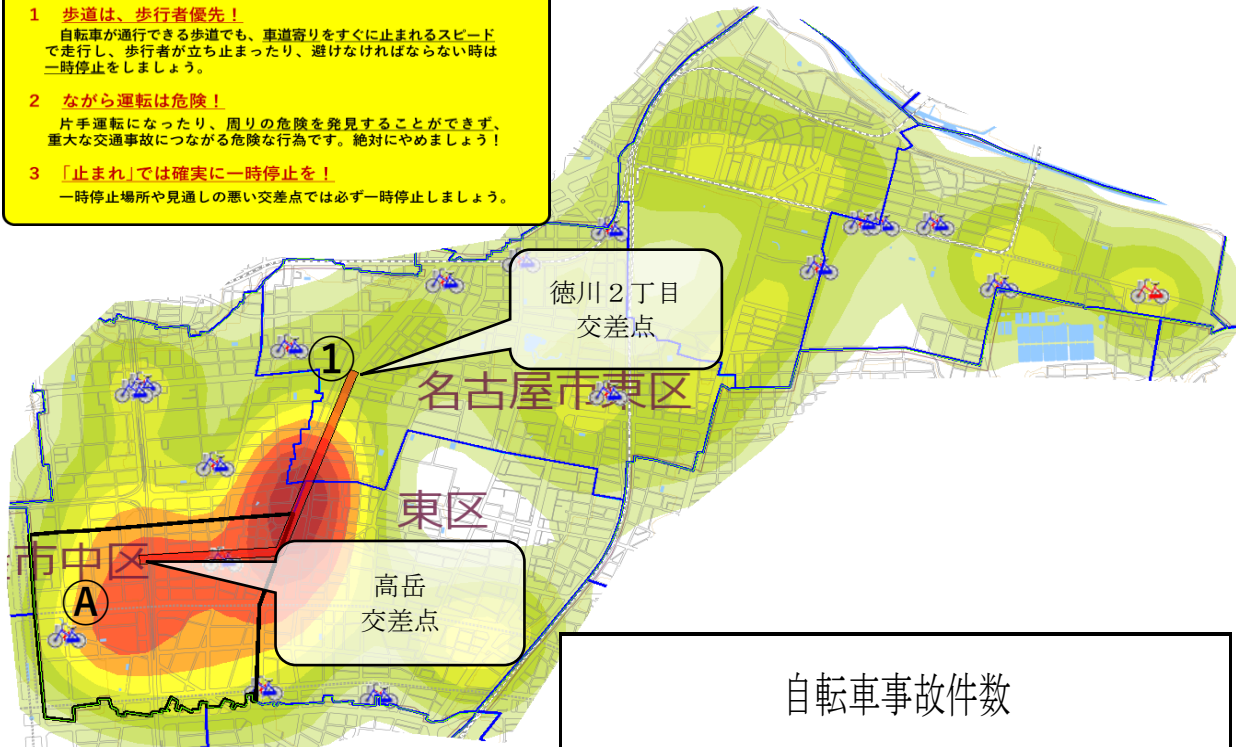 1 歩道は、歩行者優先！
自転車が通行できる歩道でも、車道寄りをすぐに止まれるスピード
で走行し、歩行者が立ち止まったり、避けなければならない時は
一時停止をしましょう。
2 ながら運転は危険！
片手運転になったり、周りの危険を発見することができず、
重大な交通事故につながる危険な行為です。絶対にやめましょう！
3 「止まれ」では確実に一時停止を！
一時停止場所や見通しの悪い交差点では必ず一時停止しましょう。
徳川２丁目
交差点
①
名古屋市東区
東区
市中区
Ⓐ
高岳
交差点
自転車事故件数